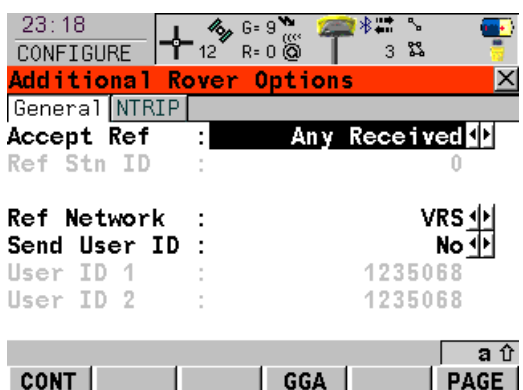 23:18
CONFIGURE
12
G= 9
R= 0
3
Additional Rover Options
General NTRIP
Accept Ref : Any Received
Ref Stn ID : 0
Ref Network : VRS
Send User ID : No
User ID 1 : 1235068
User ID 2 : 1235068
a
CONT GGA PAGE